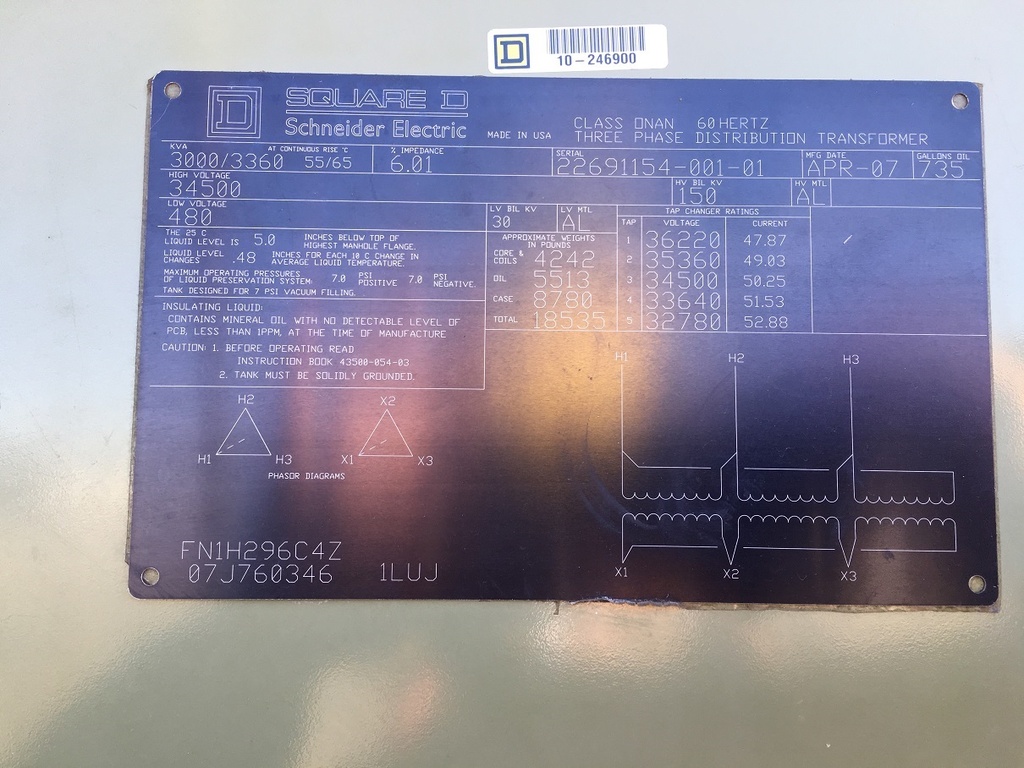 D 10-246900
D SQUARE D
Schneider Electric MADE IN USA
CLASS ONAN 60 HERTZ
THREE PHASE DISTRIBUTION TRANSFORMER
KVA AT CONTINUOUS RISE °C
3000/3360 55/65
% IMPEDANCE
6.01
SERIAL
22691154-001-01
MFG DATE
APR-07
GALLONS OIL
735
HIGH VOLTAGE
34500
HV BIL KV
150
HV MTL
AL
LOW VOLTAGE
480
LV BIL KV
30
LV MTL
AL
THE 25 C
LIQUID LEVEL IS 5.0 INCHES BELOW TOP OF
HIGHEST MANHOLE FLANGE.
LIQUID LEVEL CHANGES .48 INCHES FOR EACH 10 C CHANGE IN
AVERAGE LIQUID TEMPERATURE.
MAXIMUM OPERATING PRESSURES
OF LIQUID PRESERVATION SYSTEM: 7.0 PSI POSITIVE 7.0 PSI NEGATIVE.
TANK DESIGNED FOR 7 PSI VACUUM FILLING.
APPROXIMATE WEIGHTS
IN POUNDS
CORE & COILS 4242
OIL 5513
CASE 8780
TOTAL 18535
TAP CHANGER RATINGS
TAP VOLTAGE CURRENT
1 36220 47.87
2 35360 49.03
3 34500 50.25
4 33640 51.53
5 32780 52.88
INSULATING LIQUID:
CONTAINS MINERAL OIL WITH NO DETECTABLE LEVEL OF
PCB, LESS THAN 1PPM, AT THE TIME OF MANUFACTURE
CAUTION: 1. BEFORE OPERATING READ
INSTRUCTION BOOK 43500-054-03
2. TANK MUST BE SOLIDLY GROUNDED.
H2 X2
H1 H3 X1 X3
PHASOR DIAGRAMS
H1 H2 H3
X1 X2 X3
FN1H296C4Z
07J760346 1LUJ